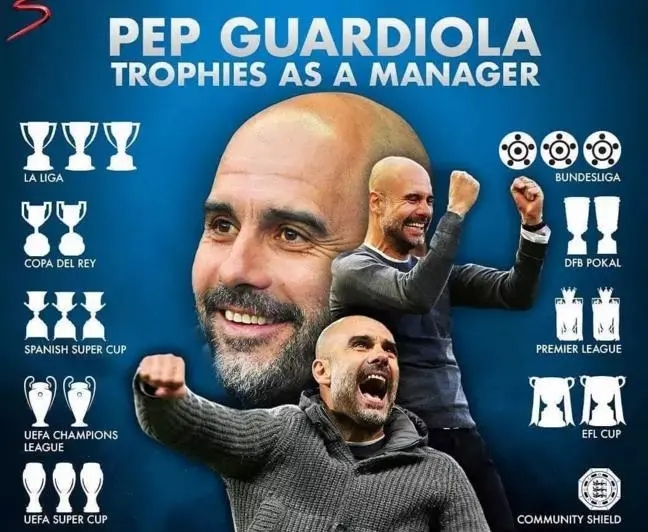 PEP GUARDIOLA
TROPHIES AS A MANAGER
LA LIGA
COPA DEL REY
SPANISH SUPER CUP
UEFA CHAMPIONS
LEAGUE
UEFA SUPER CUP
BUNDESLIGA
DFB POKAL
PREMIER LEAGUE
EFL CUP
COMMUNITY SHIELD